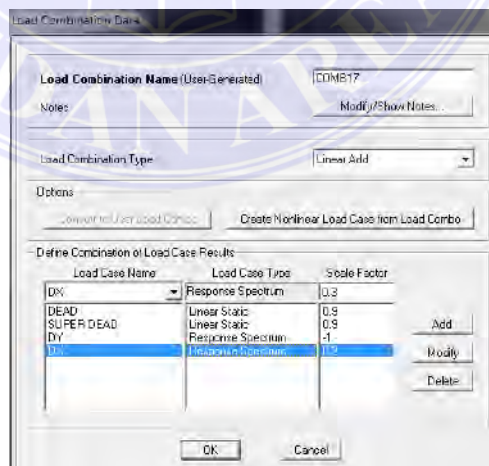 Load Combination Data
Load Combination Name (User-Generated) COMB17
Notes Modify/Show Notes...
Load Combination Type Linear Add
Options
Convert to User Load Combo Create Nonlinear Load Case from Load Combo
Define Combination of Load Case Results
Load Case Name Load Case Type Scale Factor
DX Response Spectrum 0.3
DEAD Linear Static 0.9
SUPER DEAD Linear Static 0.9
DY Response Spectrum -1
DX Response Spectrum
Add
Modify
Delete
OK Cancel
PAN